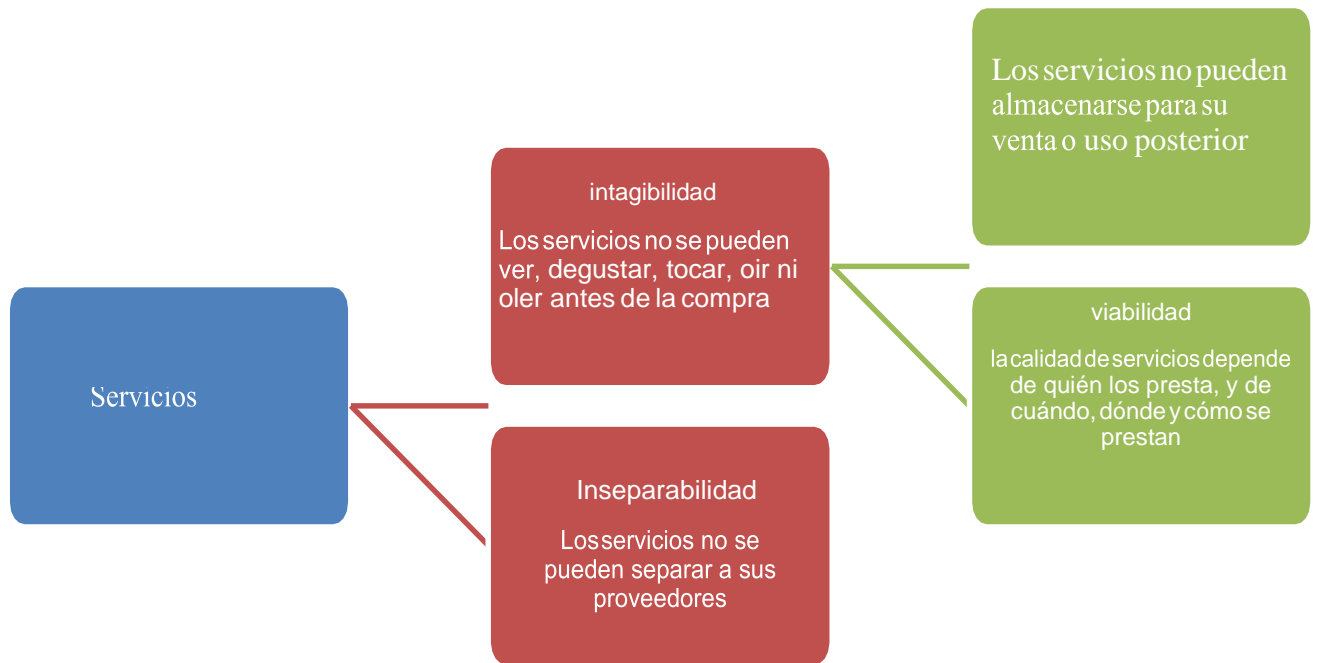 Servicios
intagibilidad
Los servicios no se pueden
ver, degustar, tocar, oir ni
oler antes de la compra
Inseparabilidad
Los servicios no se
pueden separar a sus
proveedores
Los servicios no pueden
almacenarse para su
venta o uso posterior
viabilidad
la calidad de servicios depende
de quién los presta, y de
cuándo, dónde y cómo se
prestan